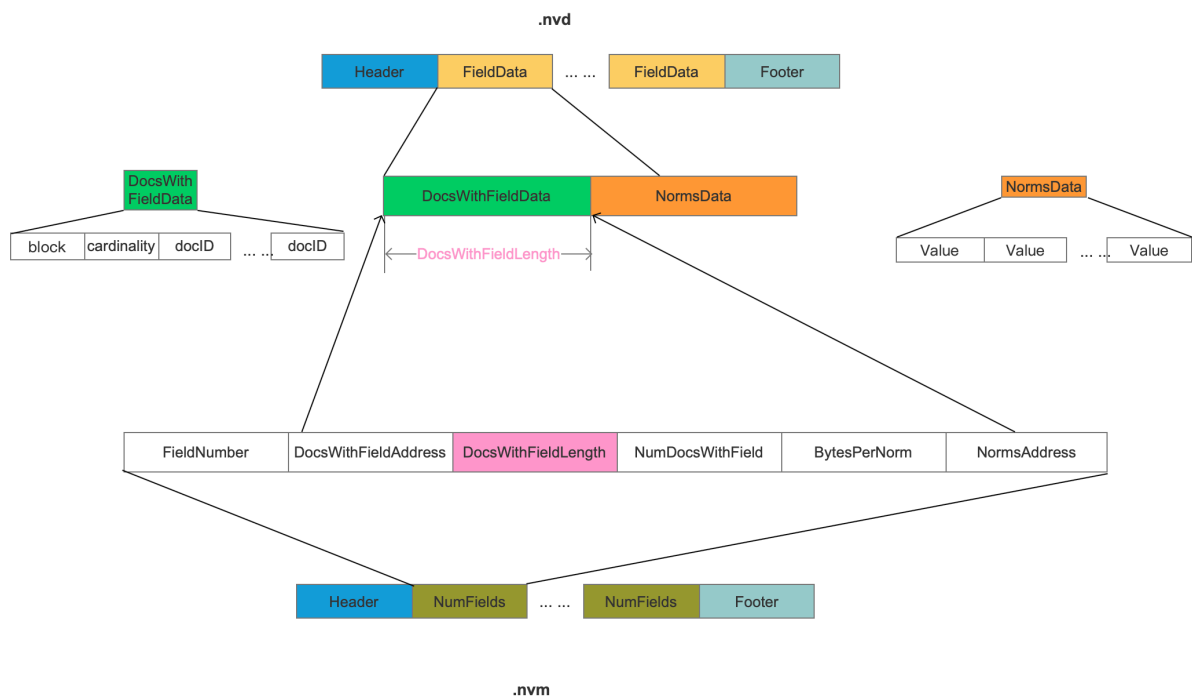 .nvd
Header FieldData ... ... FieldData Footer
DocsWith
FieldData
DocsWithFieldData NormsData
NormsData
block cardinality docID ... ... docID
DocsWithFieldLength
Value Value ... ... Value
FieldNumber DocsWithFieldAddress DocsWithFieldLength NumDocsWithField BytesPerNorm NormsAddress
Header NumFields ... ... NumFields Footer
.nvm